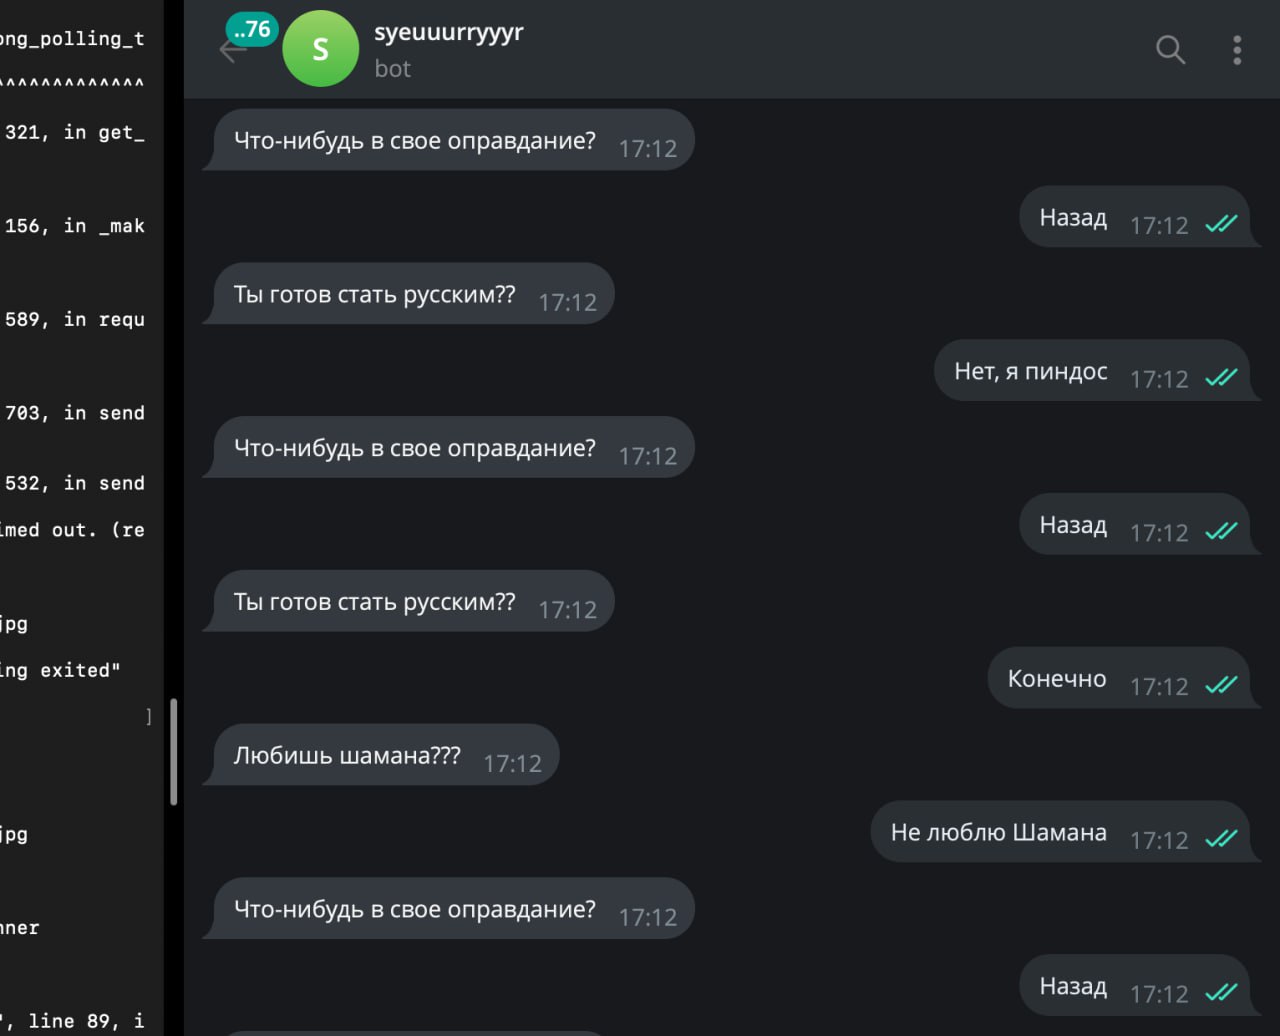 ong_polling_t
^^^^^^^^^^^^^
321, in get_
156, in _mak
589, in requ
703, in send
532, in send
imed out. (re
jpg
ing exited"
]
jpg
nner
", line 89, i
..76
S
syeuuurryyyr
bot
Что-нибудь в свое оправдание? 17:12
Назад 17:12
Ты готов стать русским?? 17:12
Нет, я пиндос 17:12
Что-нибудь в свое оправдание? 17:12
Назад 17:12
Ты готов стать русским?? 17:12
Конечно 17:12
Любишь шамана??? 17:12
Не люблю Шамана 17:12
Что-нибудь в свое оправдание? 17:12
Назад 17:12